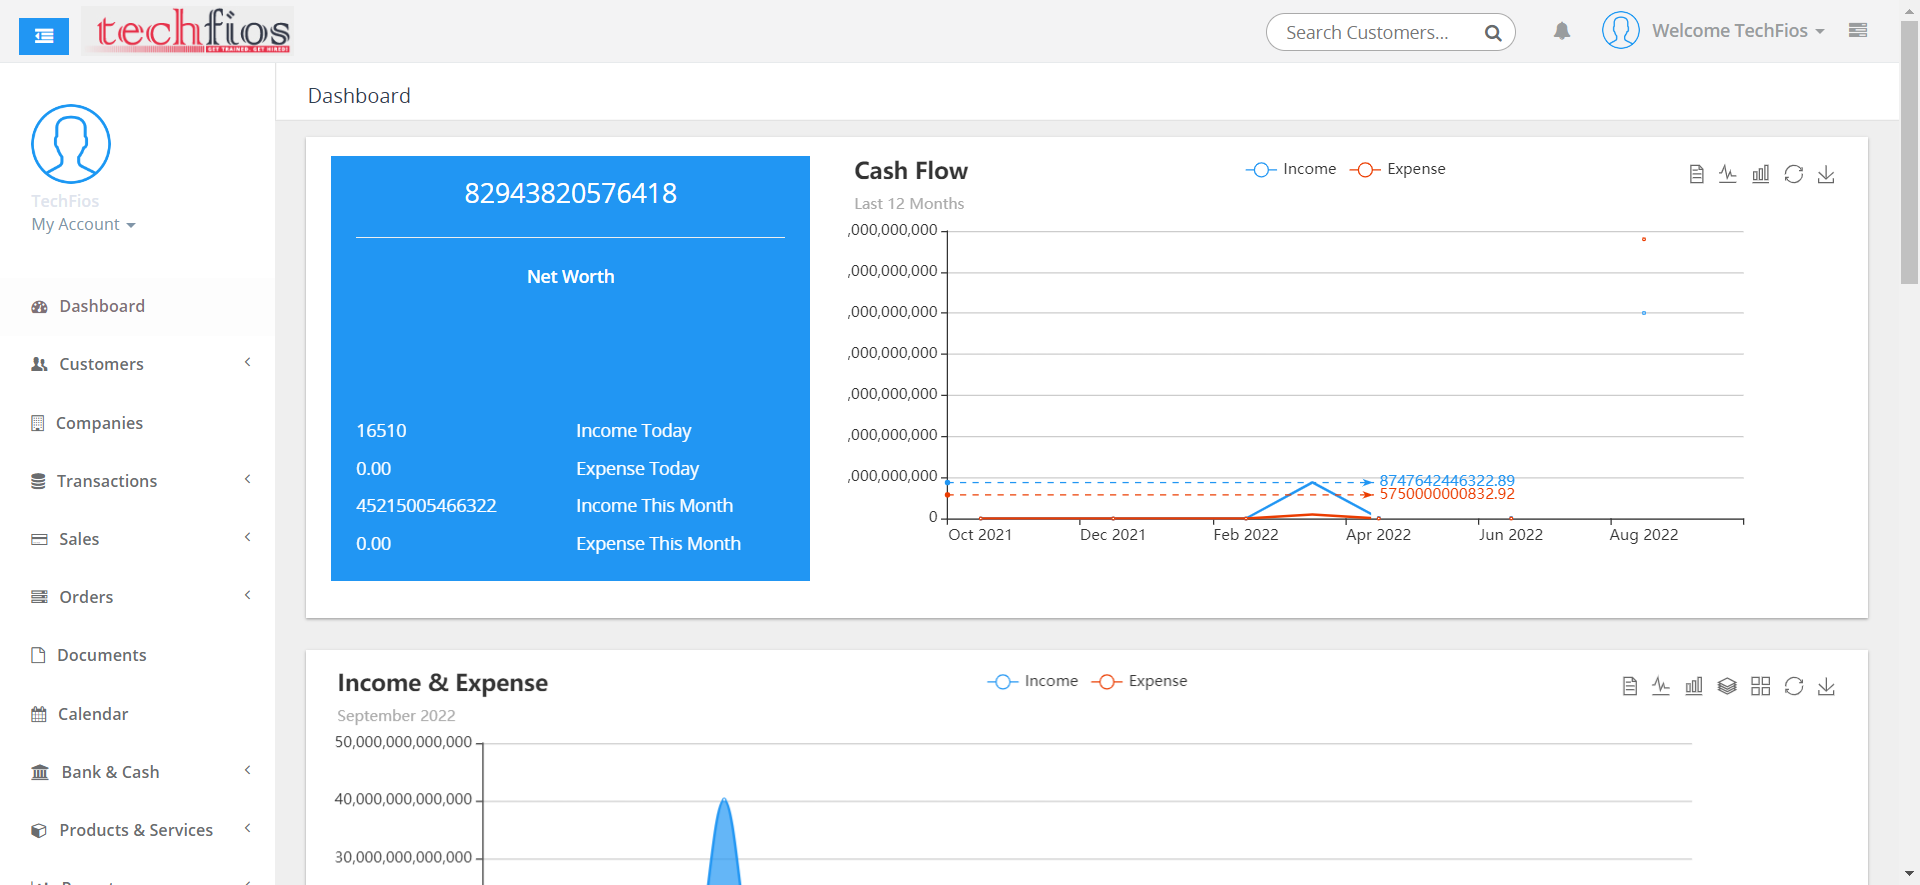 techfios
GET TRAINED. GET HIRED!
Search Customers...
Welcome TechFios
TechFios
My Account
Dashboard
Customers
Companies
Transactions
Sales
Orders
Documents
Calendar
Bank & Cash
Products & Services
Dashboard
82943820576418
Net Worth
16510 Income Today
0.00 Expense Today
45215005466322 Income This Month
0.00 Expense This Month
Cash Flow
Last 12 Months
Income Expense
,000,000,000
,000,000,000
,000,000,000
,000,000,000
,000,000,000
,000,000,000
,000,000,000
0
8747642446322.89
5750000000832.92
Oct 2021 Dec 2021 Feb 2022 Apr 2022 Jun 2022 Aug 2022
Income & Expense
September 2022
Income Expense
50,000,000,000,000
40,000,000,000,000
30,000,000,000,000